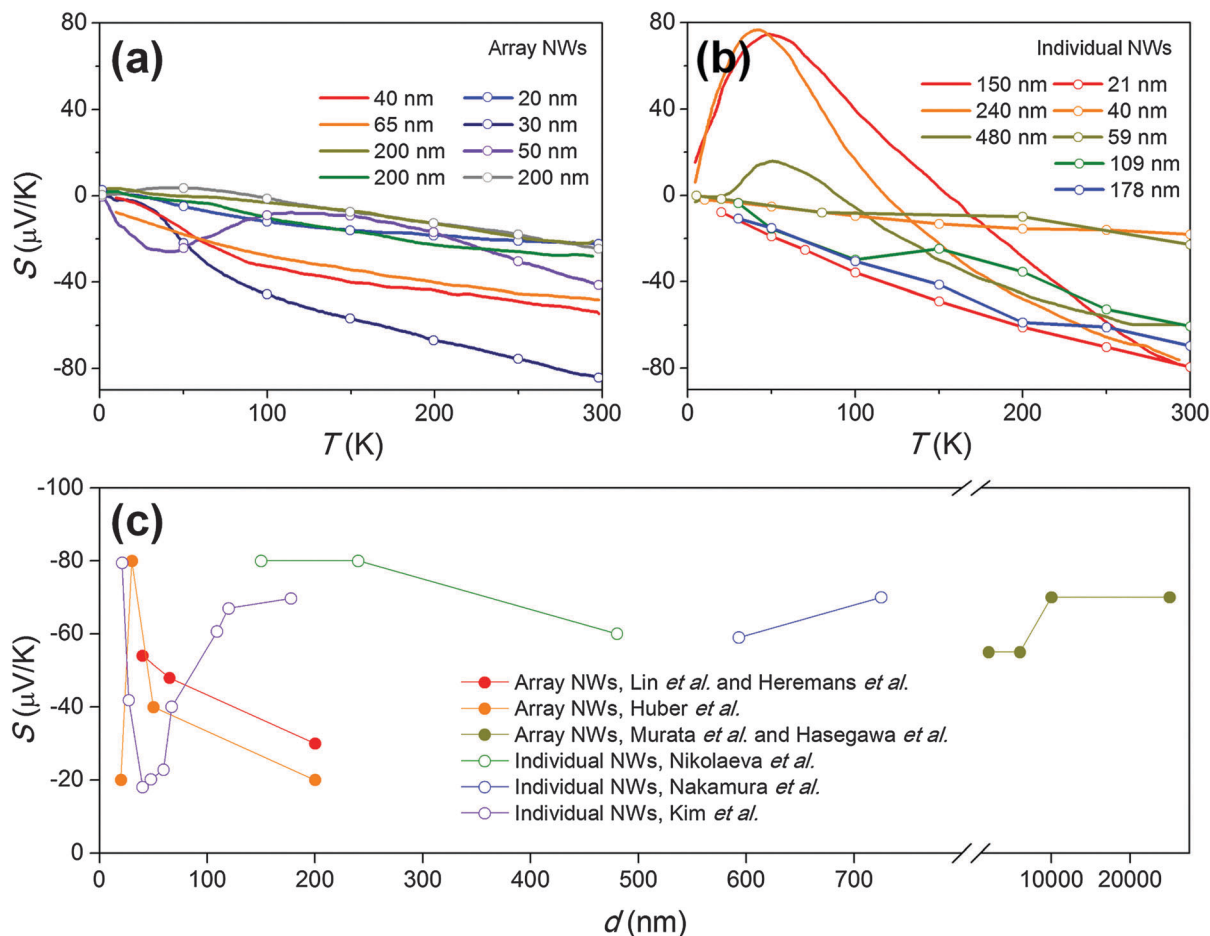 (a)
Array NWs
40 nm
65 nm
200 nm
200 nm
20 nm
30 nm
50 nm
200 nm
80
40
0
-40
-80
S (μV/K)
0
100
200
300
T (K)
(b)
Individual NWs
150 nm
240 nm
480 nm
21 nm
40 nm
59 nm
109 nm
178 nm
80
40
0
-40
-80
0
100
200
300
T (K)
(c)
-100
-80
-60
-40
-20
0
S (μV/K)
Array NWs, Lin et al. and Heremans et al.
Array NWs, Huber et al.
Array NWs, Murata et al. and Hasegawa et al.
Individual NWs, Nikolaeva et al.
Individual NWs, Nakamura et al.
Individual NWs, Kim et al.
0
100
200
300
400
500
600
700
10000
20000
d (nm)